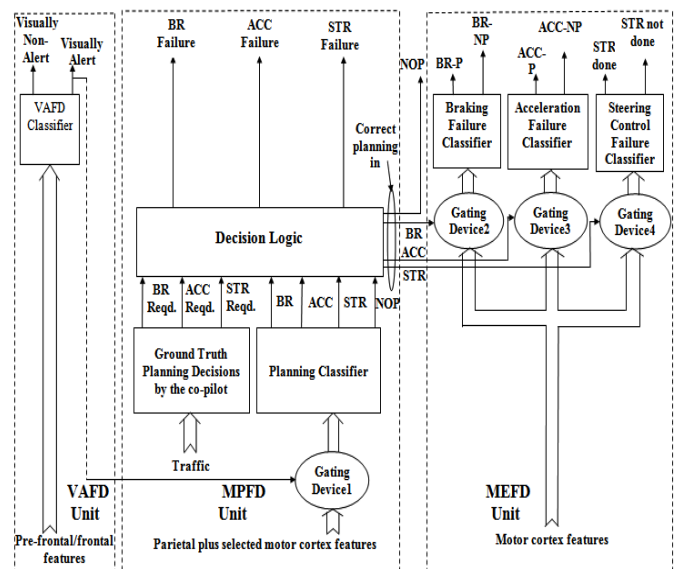 Visually
Non-
Alert
Visually
Alert
VAFD
Classifier
VAFD
Unit
Pre-frontal/frontal
features
BR
Failure
ACC
Failure
STR
Failure
NOP
Correct
planning
in
Decision Logic
BR
ACC
STR
BR
Reqd.
ACC
Reqd.
STR
Reqd.
BR
ACC
STR
NOP
Ground Truth
Planning Decisions
by the co-pilot
Planning Classifier
Traffic
Gating
Device1
MPFD
Unit
Parietal plus selected motor cortex features
BR-P
BR-
NP
ACC-
P
ACC-NP
STR
done
STR not
done
Braking
Failure
Classifier
Acceleration
Failure
Classifier
Steering
Control
Failure
Classifier
Gating
Device2
Gating
Device3
Gating
Device4
MEFD
Unit
Motor cortex features